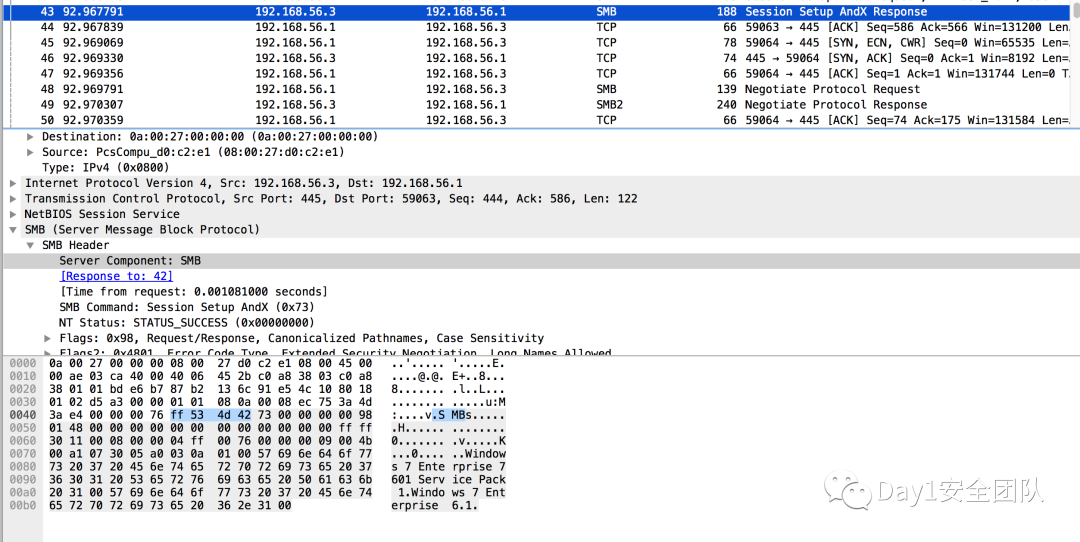 43 92.967791 192.168.56.3 192.168.56.1 SMB 188 Session Setup AndX Response
44 92.967839 192.168.56.1 192.168.56.3 TCP 66 59063 → 445 [ACK] Seq=586 Ack=566 Win=131200 Len
45 92.969069 192.168.56.1 192.168.56.3 TCP 78 59064 → 445 [SYN, ECN, CWR] Seq=0 Win=65535 Len=
46 92.969330 192.168.56.3 192.168.56.1 TCP 74 445 → 59064 [SYN, ACK] Seq=0 Ack=1 Win=8192 Len=
47 92.969356 192.168.56.1 192.168.56.3 TCP 66 59064 → 445 [ACK] Seq=1 Ack=1 Win=131744 Len=0 T
48 92.969791 192.168.56.1 192.168.56.3 SMB 139 Negotiate Protocol Request
49 92.970307 192.168.56.3 192.168.56.1 SMB2 240 Negotiate Protocol Response
50 92.970359 192.168.56.1 192.168.56.3 TCP 66 59064 → 445 [ACK] Seq=74 Ack=175 Win=131584 Len=
Destination: 0a:00:27:00:00:00 (0a:00:27:00:00:00)
Source: PcsCompu_d0:c2:e1 (08:00:27:d0:c2:e1)
Type: IPv4 (0x0800)
Internet Protocol Version 4, Src: 192.168.56.3, Dst: 192.168.56.1
Transmission Control Protocol, Src Port: 445, Dst Port: 59063, Seq: 444, Ack: 586, Len: 122
NetBIOS Session Service
SMB (Server Message Block Protocol)
SMB Header
Server Component: SMB
[Response to: 42]
[Time from request: 0.001081000 seconds]
SMB Command: Session Setup AndX (0x73)
NT Status: STATUS_SUCCESS (0x00000000)
Flags: 0x98, Request/Response, Canonicalized Pathnames, Case Sensitivity
Flags2: 0x4801, Error Code Type, Extended Security Negotiation, Long Names Allowed
0000 0a 00 27 00 00 00 08 00 27 d0 c2 e1 08 00 45 00 ..'..... '.....E.
0010 00 ae 03 ca 40 00 40 06 45 2b c0 a8 38 03 c0 a8 ....@.@. E+..8...
0020 38 01 01 bd e6 b7 87 b2 13 6c 91 e5 4c 10 80 18 8....... .l..L...
0030 01 02 d5 a3 00 00 01 01 08 0a 00 08 ec 75 3a 4d ........ .....u:M
0040 3a e4 00 00 00 76 ff 53 4d 42 73 00 00 00 00 98 :....v.S MBs.....
0050 01 48 00 00 00 00 00 00 00 00 00 00 00 00 ff ff .H...... ........
0060 30 11 00 08 00 00 04 ff 00 76 00 00 00 09 00 4b 0....... .v.....K
0070 00 a1 07 30 05 a0 03 0a 01 00 57 69 6e 64 6f 77 ...0.... ..Window
0080 73 20 37 20 45 6e 74 65 72 70 72 69 73 65 20 37 s 7 Ente rprise 7
0090 36 30 31 20 53 65 72 76 69 63 65 20 50 61 63 6b 601 Serv ice Pack
00a0 20 31 00 57 69 6e 64 6f 77 73 20 37 20 45 6e 74 1.Windo ws 7 Ent
00b0 65 72 70 72 69 73 65 20 36 2e 31 00 erprise 6.1.
Day1安全团队